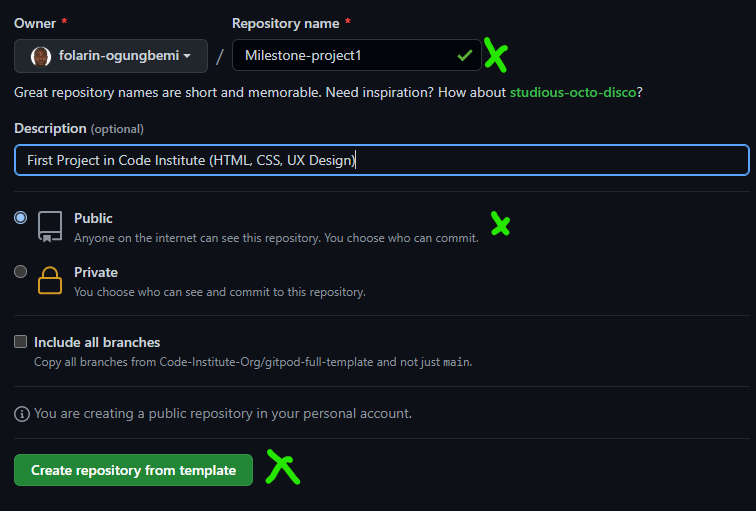 Owner * Repository name *
folarin-ogungbemi / Milestone-project1
Great repository names are short and memorable. Need inspiration? How about studious-octo-disco?
Description (optional)
First Project in Code Institute (HTML, CSS, UX Design)
Public
Anyone on the internet can see this repository. You choose who can commit.
Private
You choose who can see and commit to this repository.
Include all branches
Copy all branches from Code-Institute-Org/gitpod-full-template and not just main.
You are creating a public repository in your personal account.
Create repository from template